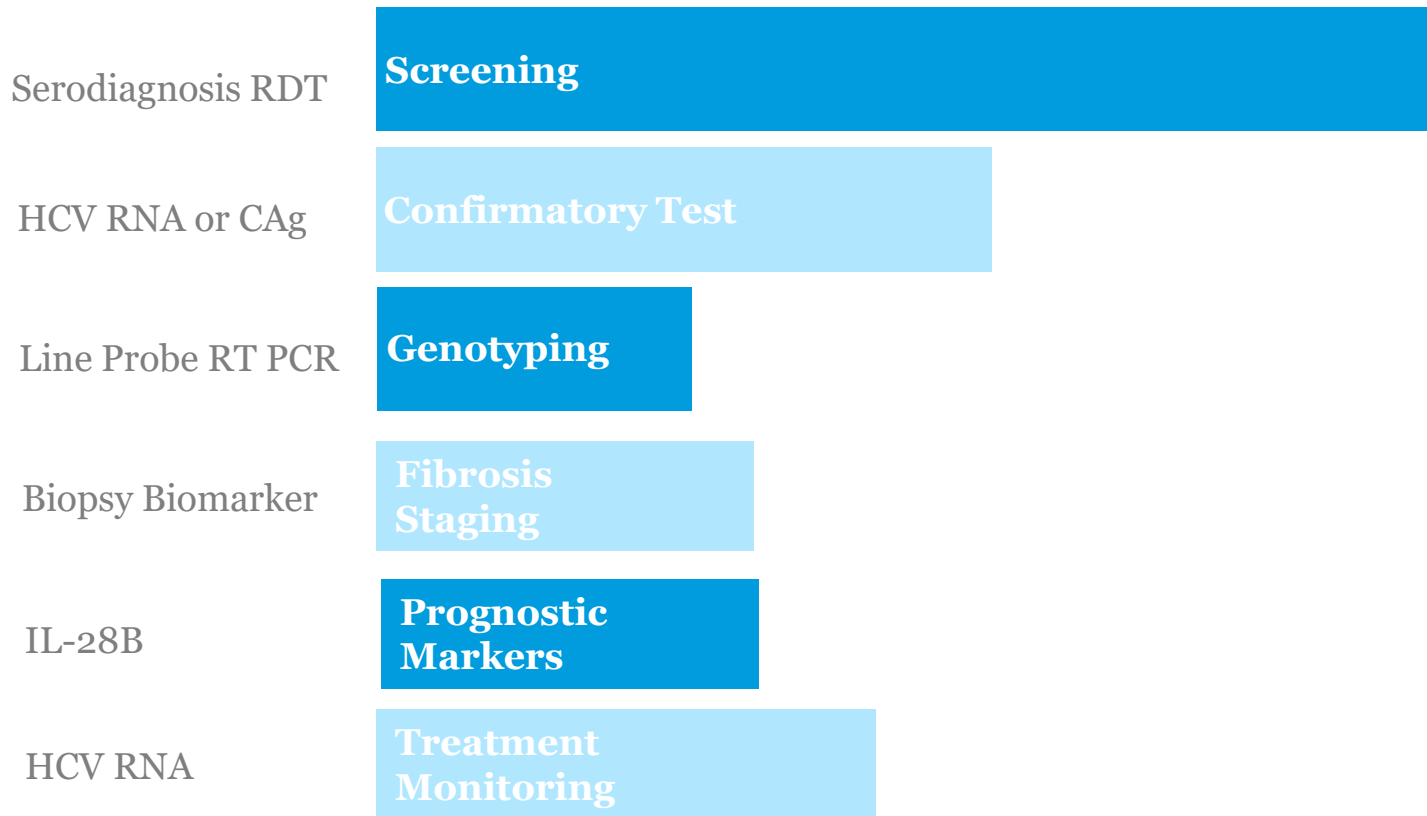 Serodiagnosis RDT
Screening
HCV RNA or CAg
Confirmatory Test
Line Probe RT PCR
Genotyping
Biopsy Biomarker
Fibrosis
Staging
IL-28B
Prognostic
Markers
HCV RNA
Treatment
Monitoring